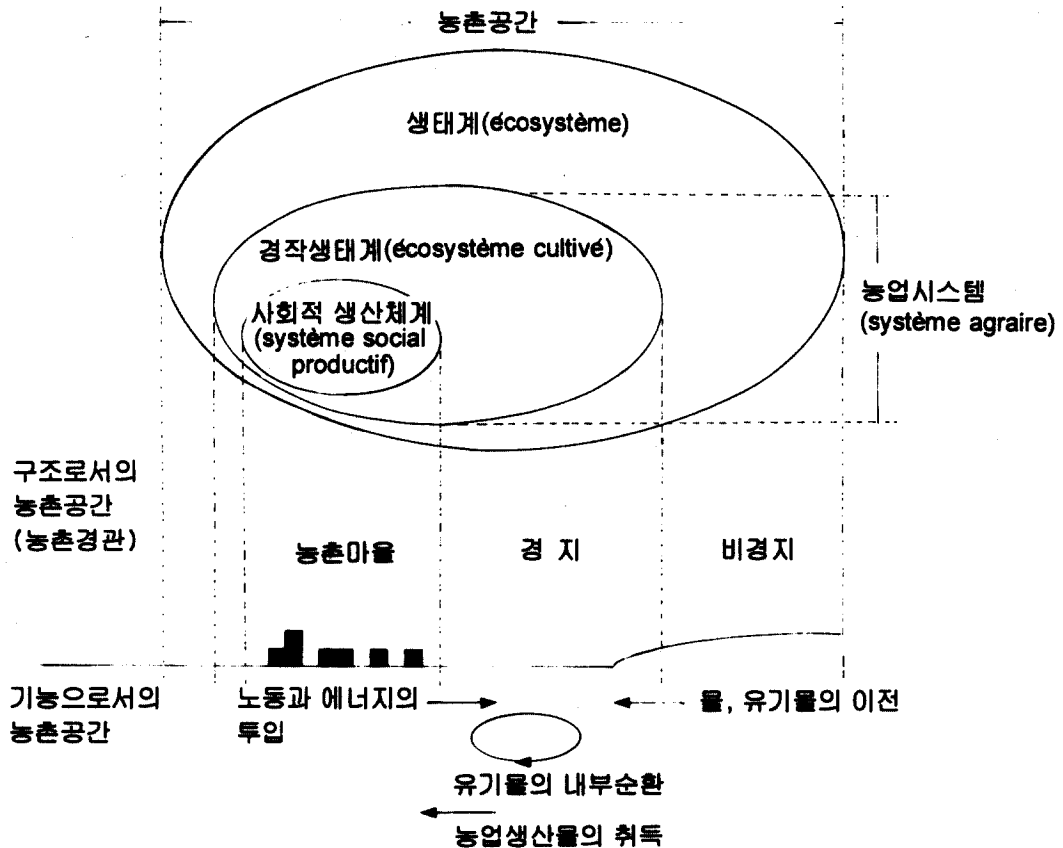 농촌공간
생태계(écosystème)
경작생태계(écosystème cultivé)
사회적 생산체계
(système social
productif)
농업시스템
(système agraire)
구조로서의
농촌공간
(농촌경관)
농촌마을
경 지
비경지
기능으로서의
농촌공간
노동과 에너지의
투입
물, 유기물의 이전
유기물의 내부순환
농업생산물의 취득